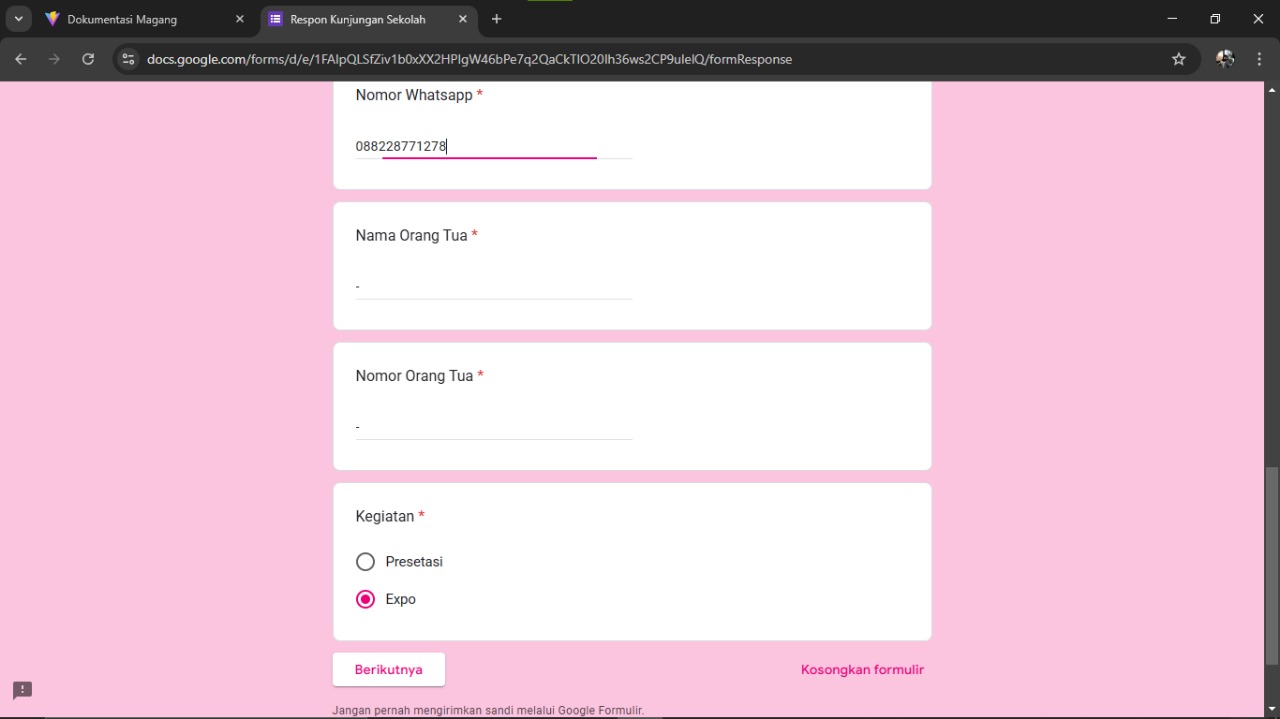 Dokumentasi Magang
Respon Kunjungan Sekolah
docs.google.com/forms/d/e/1FAIpQLSfZiv1b0xXX2HPIgW46bPe7q2QaCkTIO20Ih36ws2CP9uIeIQ/formResponse
Nomor Whatsapp *
088228771278
Nama Orang Tua *
-
Nomor Orang Tua *
-
Kegiatan *
Presetasi
Expo
Berikutnya
Kosongkan formulir
Jangan pernah mengirimkan sandi melalui Google Formulir.